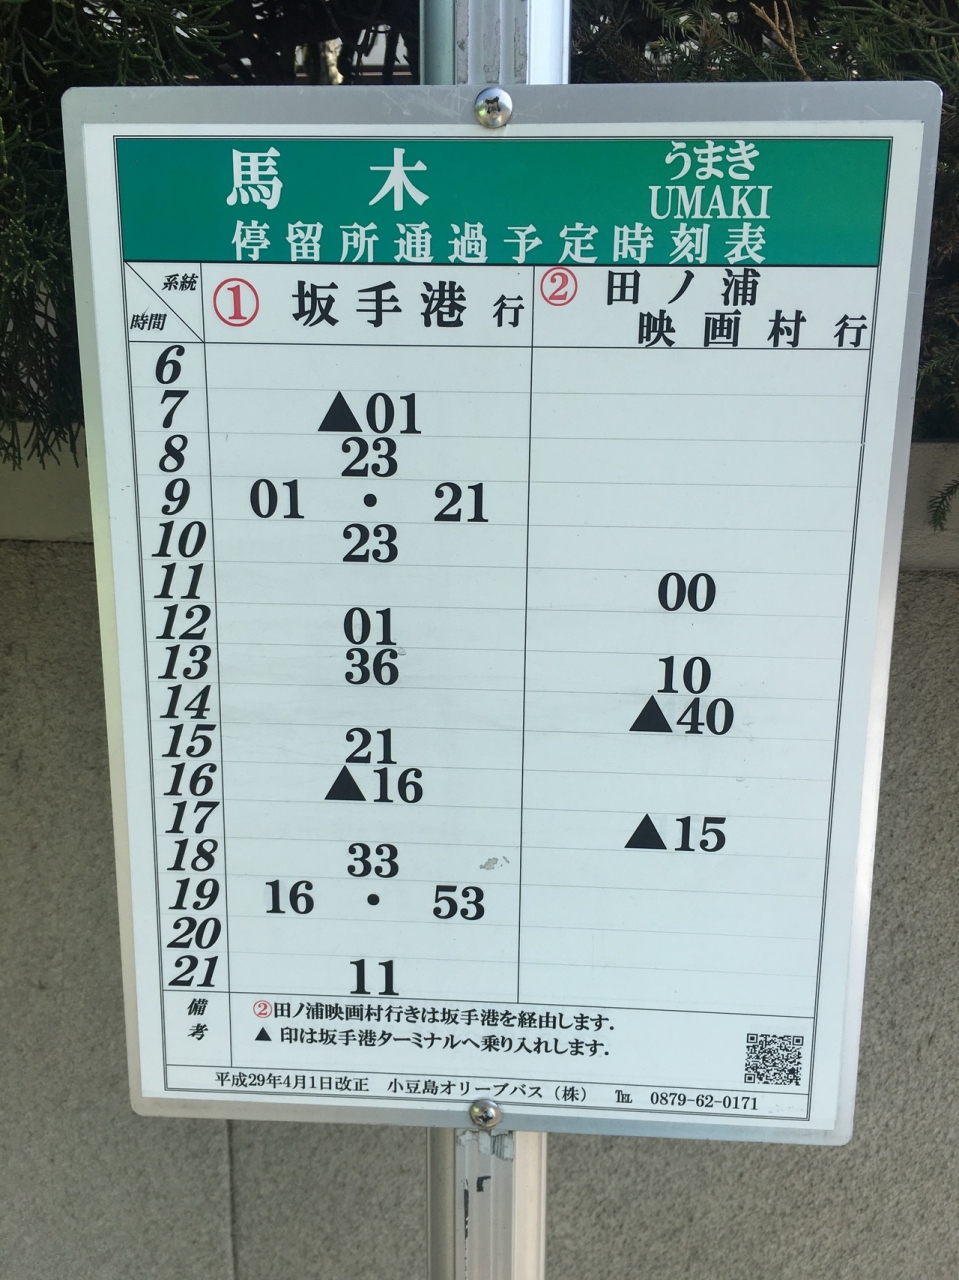 馬木 うまき
UMAKI
停留所通過予定時刻表
系統
時間
① 坂手港 行
② 田ノ浦
映画村 行
6
7 ▲01
8 23
9 01 ・ 21
10 23
11 00
12 01
13 36 10
14 ▲40
15 21
16 ▲16
17 ▲15
18 33
19 16 ・ 53
20
21 11
備考
②田ノ浦映画村行きは坂手港を経由します.
▲ 印は坂手港ターミナルへ乗り入れします.
平成29年4月1日改正 小豆島オリーブバス（株） ℡ 0879-62-0171